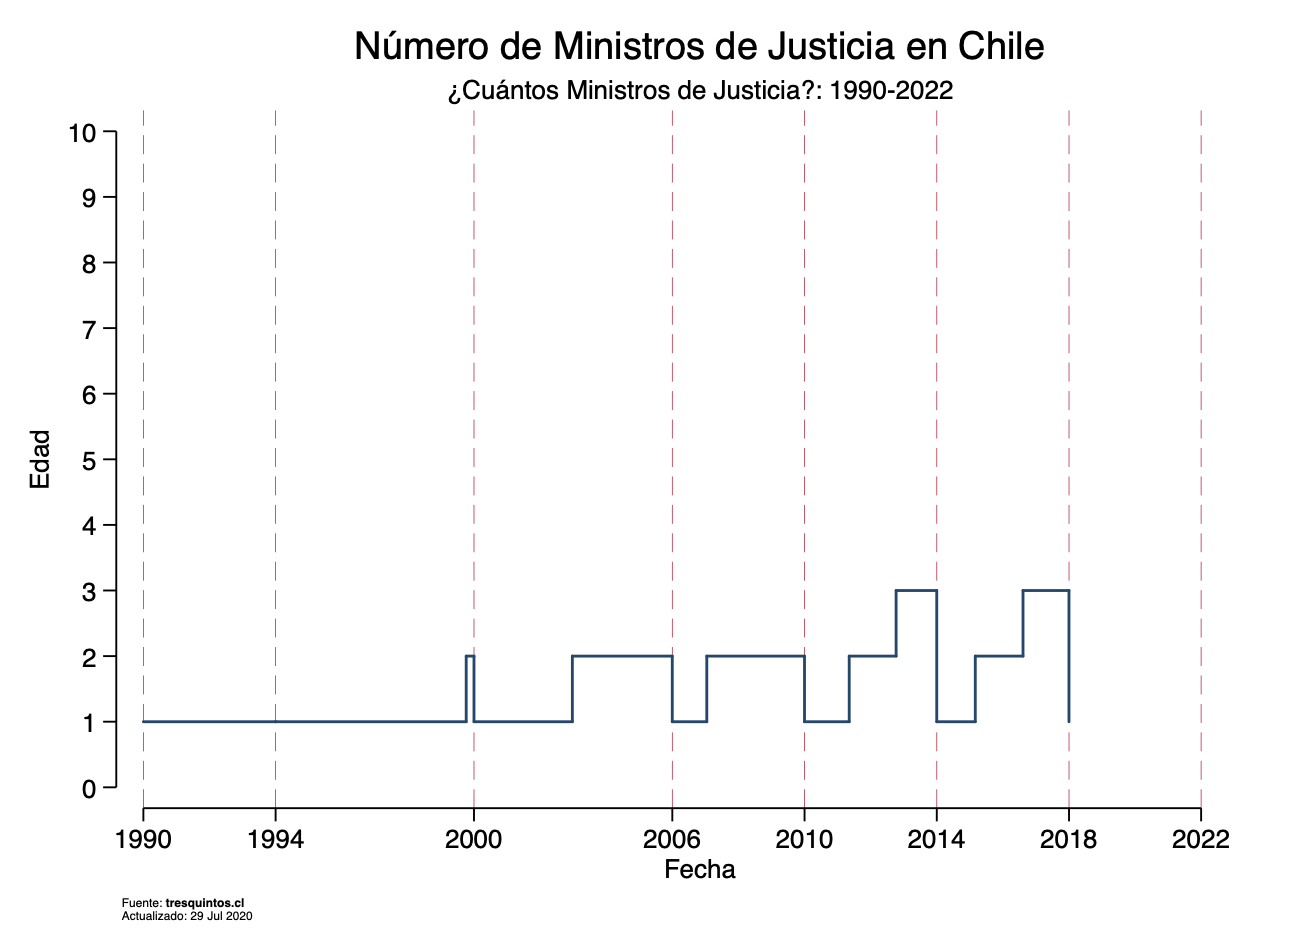 Número de Ministros de Justicia en Chile
¿Cuántos Ministros de Justicia?: 1990-2022
10
9
8
7
6
5
4
3
2
1
0
Edad
1990 1994 2000 2006 2010 2014 2018 2022
Fecha
Fuente: tresquintos.cl
Actualizado: 29 Jul 2020